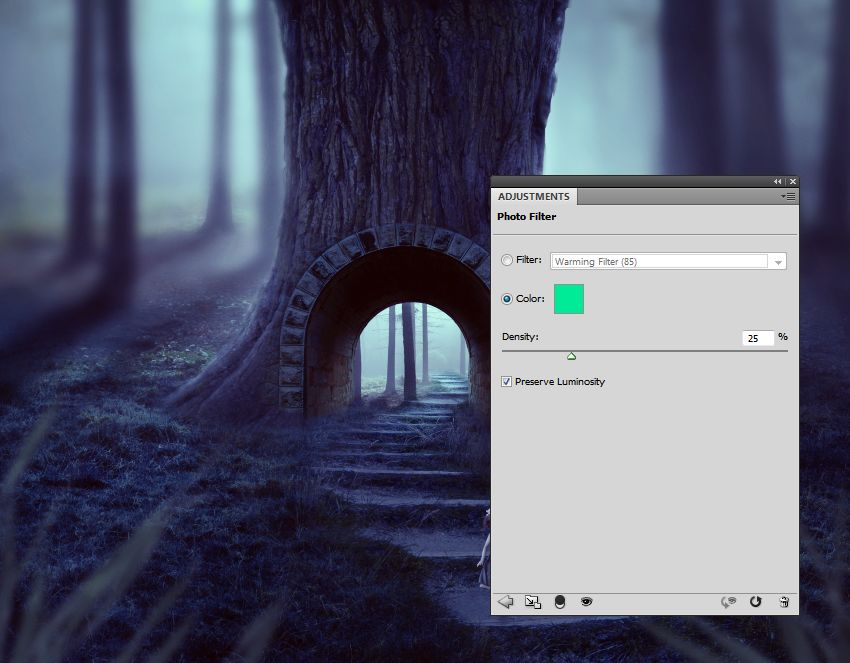 ADJUSTMENTS
Photo Filter
Filter: Warming Filter (85)
Color:
Density: 25 %
Preserve Luminosity